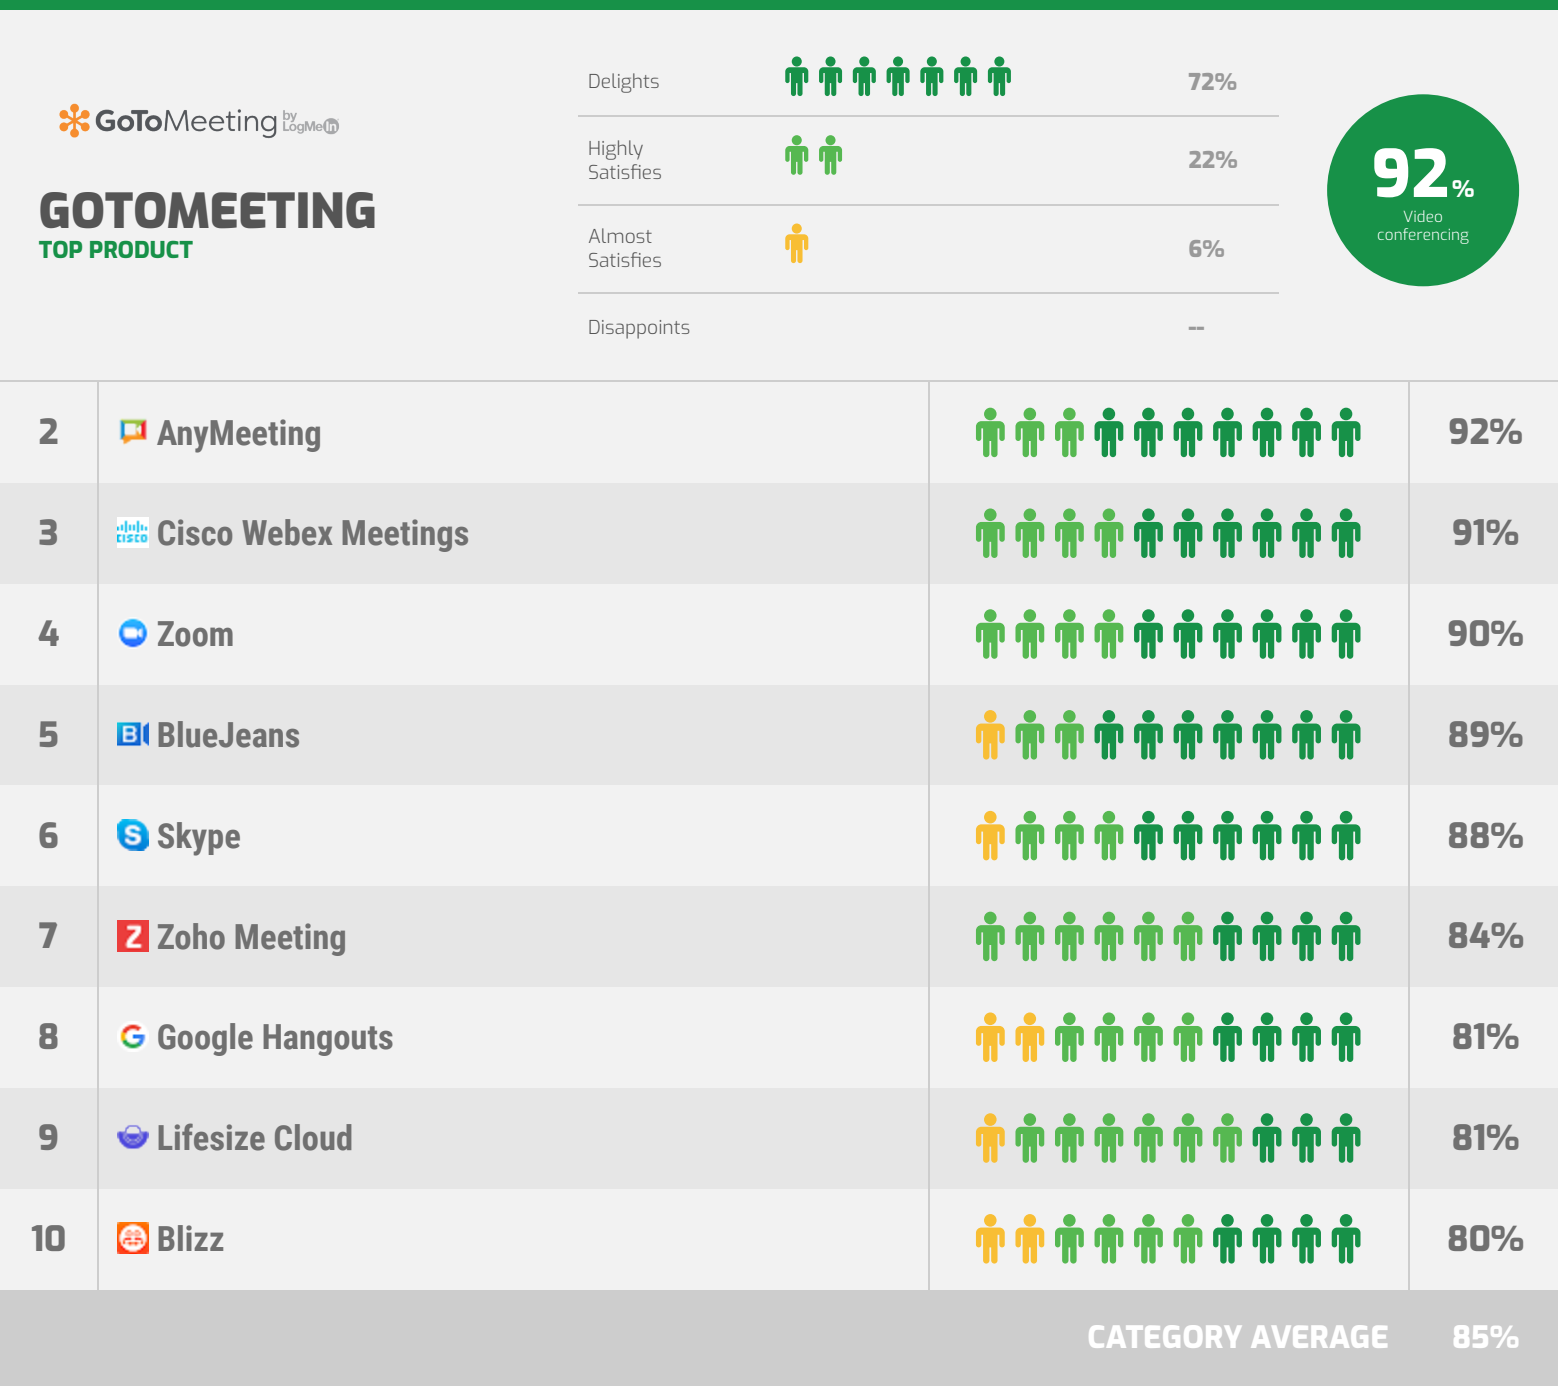 GoToMeeting by LogMeIn
GOTOMEETING
TOP PRODUCT
Delights 72%
Highly
Satisfies 22%
Almost
Satisfies 6%
Disappoints --
92%
Video
conferencing
2 AnyMeeting 92%
3 CISCO Cisco Webex Meetings 91%
4 Zoom 90%
5 B BlueJeans 89%
6 S Skype 88%
7 Z Zoho Meeting 84%
8 G Google Hangouts 81%
9 Lifesize Cloud 81%
10 Blizz 80%
CATEGORY AVERAGE 85%